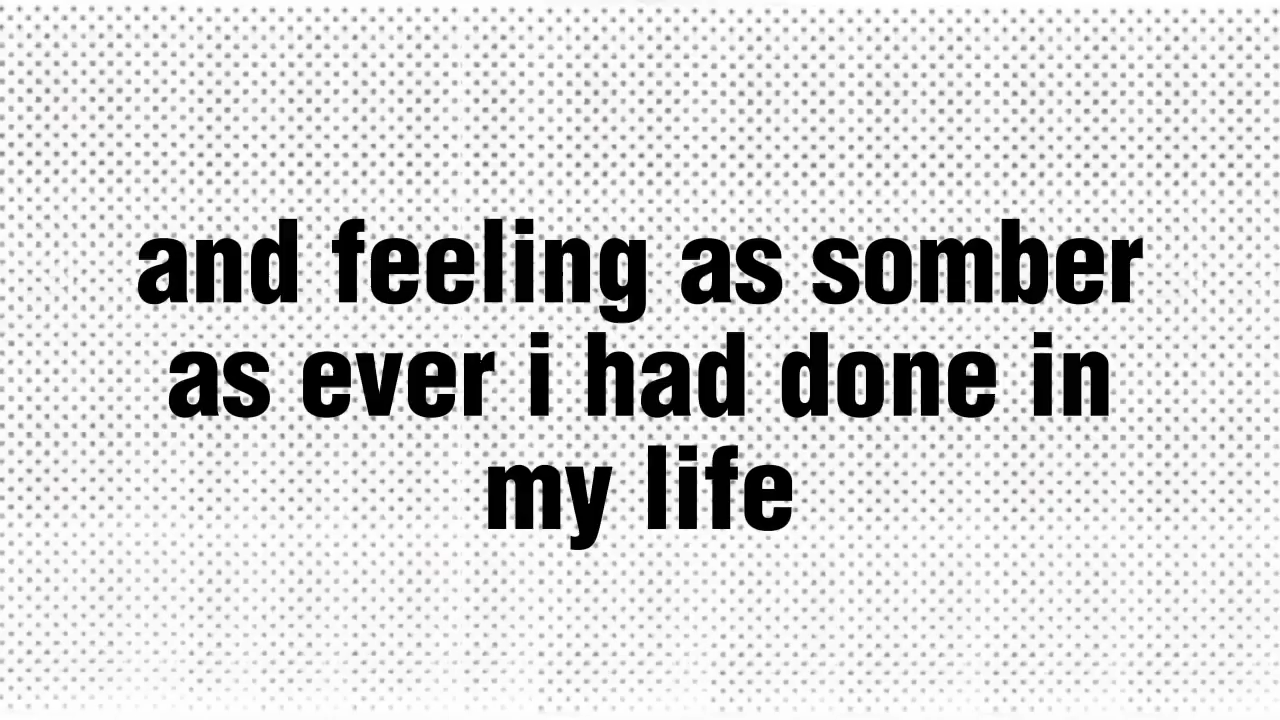 and feeling as somber
as ever i had done in
my life